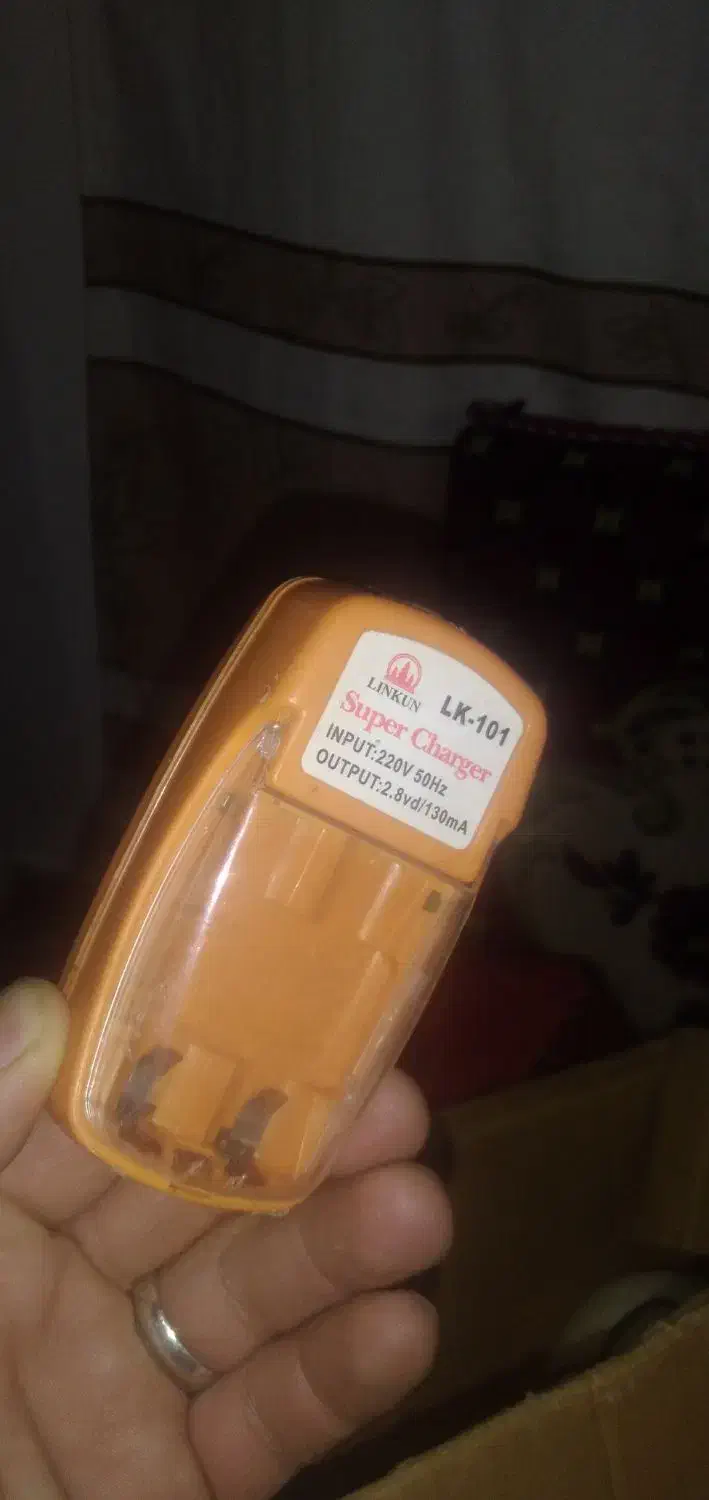 LINKUN
LK-101
Super Charger
INPUT:220V 50Hz
OUTPUT:2.8vd/130mA